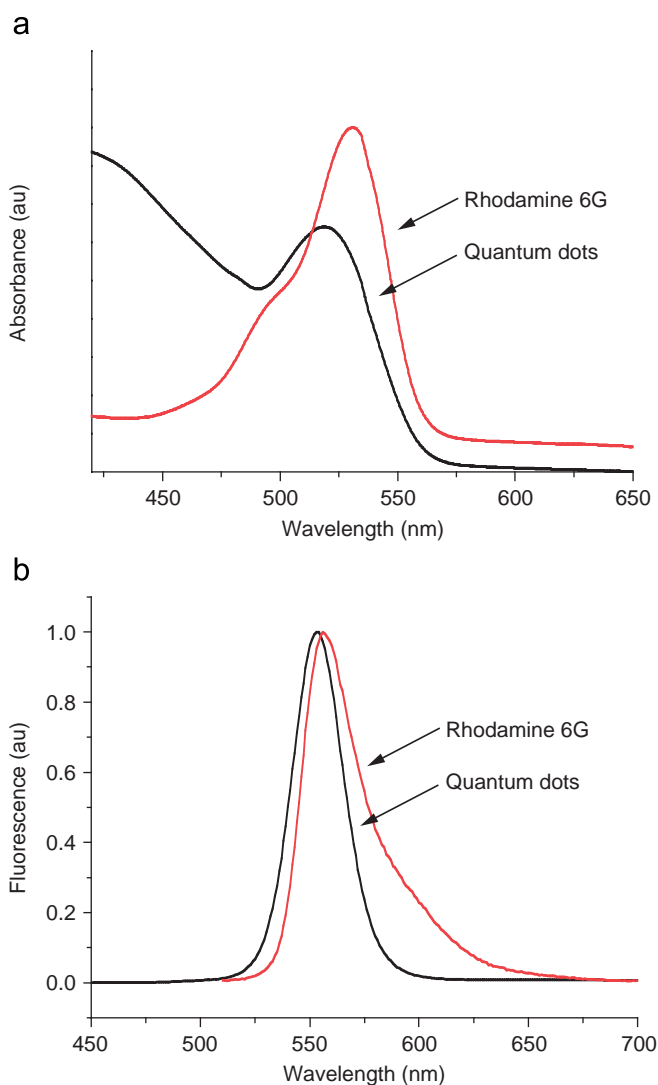 a
Absorbance (au)
Rhodamine 6G
Quantum dots
450 500 550 600 650
Wavelength (nm)
b
Fluorescence (au)
1.0
0.8
0.6
0.4
0.2
0.0
Rhodamine 6G
Quantum dots
450 500 550 600 650 700
Wavelength (nm)